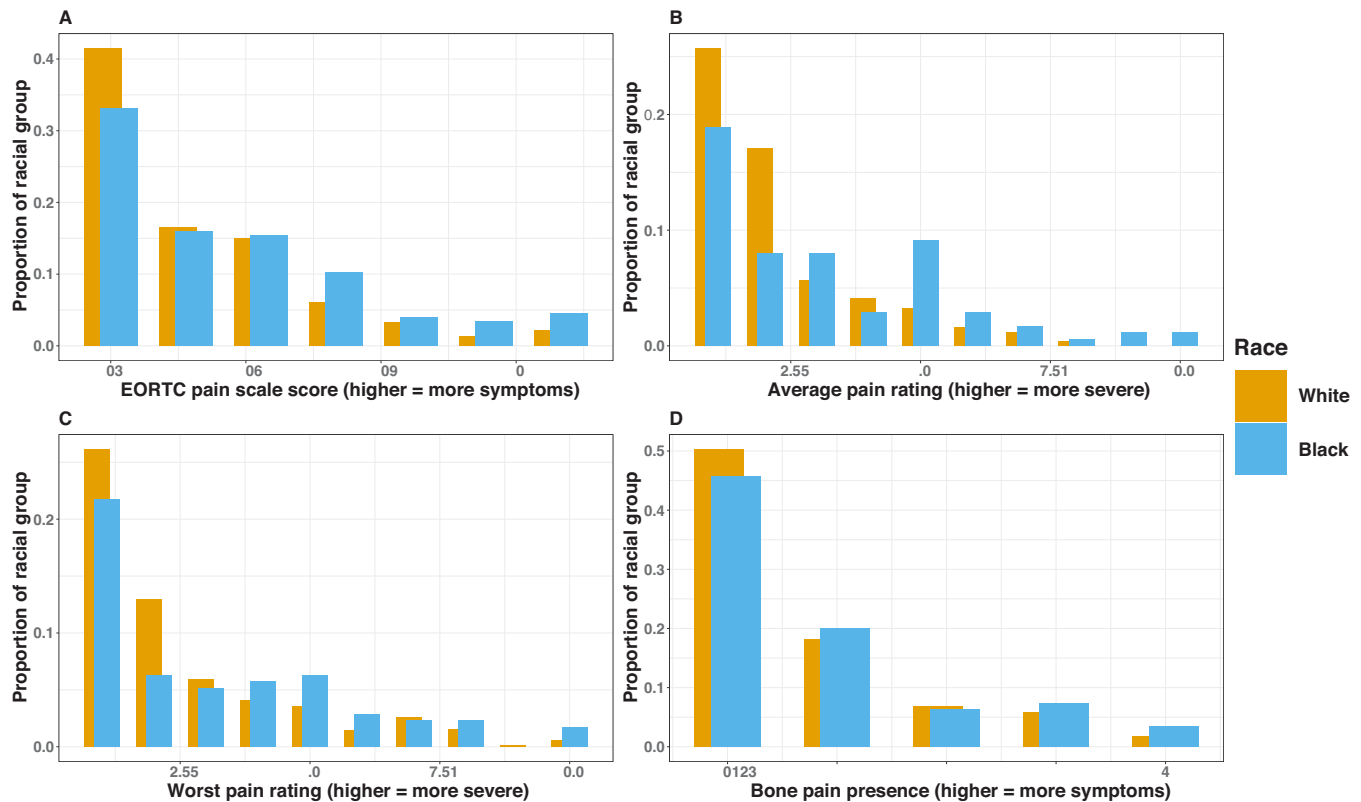 A
Proportion of racial group
0.4
0.3
0.2
0.1
0.0
03 06 09 0
EORTC pain scale score (higher = more symptoms)
B
Proportion of racial group
0.2
0.1
0.0
2.55 .0 7.51 0.0
Average pain rating (higher = more severe)
C
Proportion of racial group
0.2
0.1
0.0
2.55 .0 7.51 0.0
Worst pain rating (higher = more severe)
D
Proportion of racial group
0.5
0.4
0.3
0.2
0.1
0.0
0123 4
Bone pain presence (higher = more symptoms)
Race
White
Black